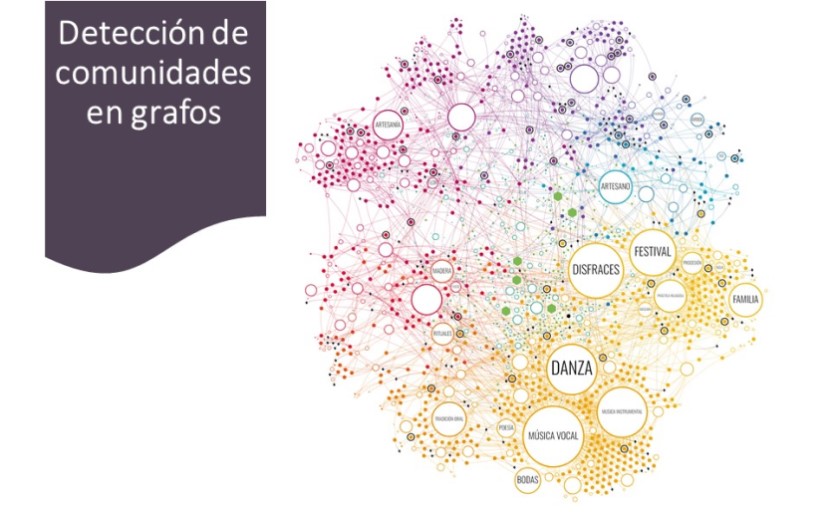 Detección de
comunidades
en grafos
ARTESANÍA
ARTESANO
FESTIVAL
DISFRACES
PROCESIÓN
MADERA
FAMILIA
RITUALES
DANZA
TRADICIÓN ORAL
MÚSICA INSTRUMENTAL
POESÍA
MÚSICA VOCAL
BODAS